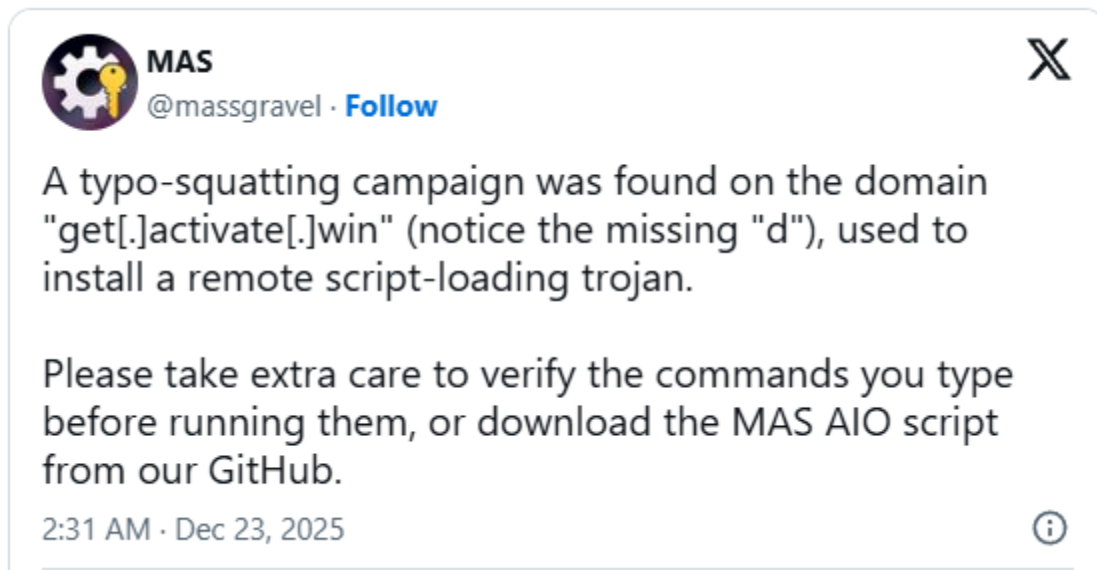 MAS
@massgravel · Follow
A typo-squatting campaign was found on the domain
"get[.]activate[.]win" (notice the missing "d"), used to
install a remote script-loading trojan.
Please take extra care to verify the commands you type
before running them, or download the MAS AIO script
from our GitHub.
2:31 AM · Dec 23, 2025